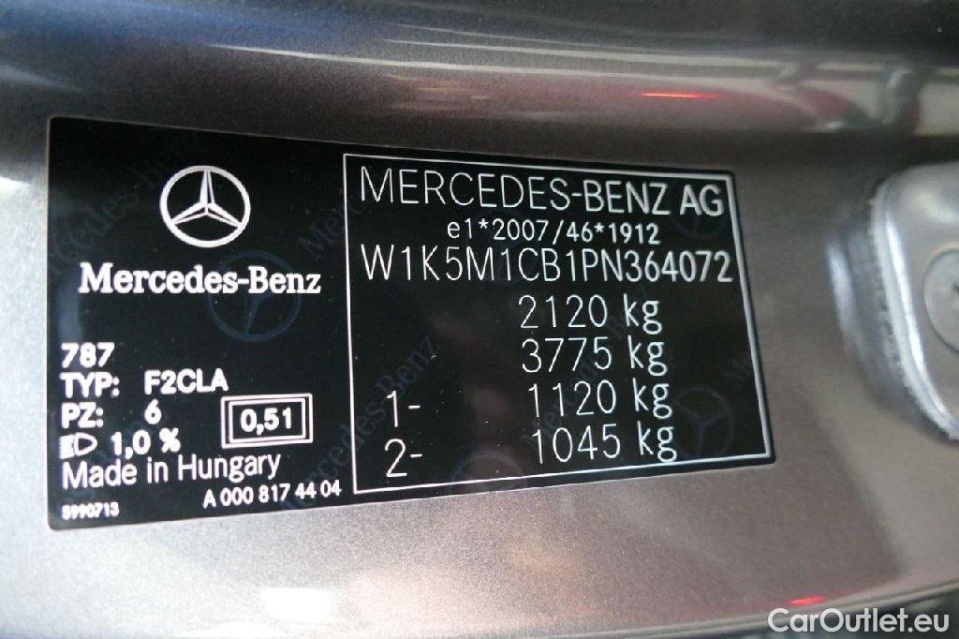 Mercedes-Benz
787
TYP: F2CLA
PZ: 6
0,51
1,0 %
Made in Hungary
A 000 817 44 04
5990713
MERCEDES-BENZ AG
e1*2007/46*1912
W1K5M1CB1PN364072
2120 kg
3775 kg
1- 1120 kg
2- 1045 kg
CarOutlet.eu